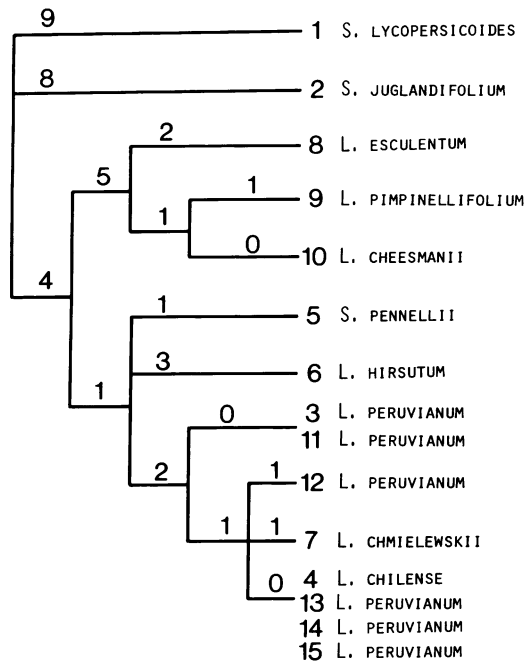 9 1 S. LYCOPERSICOIDES
8 2 S. JUGLANDIFOLIUM
2 8 L. ESCULENTUM
5
1 9 L. PIMPINELLIFOLIUM
1
0 10 L. CHEESMANII
4
1 5 S. PENNELLII
3 6 L. HIRSUTUM
1
0 3 L. PERUVIANUM
11 L. PERUVIANUM
2
1 12 L. PERUVIANUM
1 1 7 L. CHMIELEWSKII
0 4 L. CHILENSE
13 L. PERUVIANUM
14 L. PERUVIANUM
15 L. PERUVIANUM